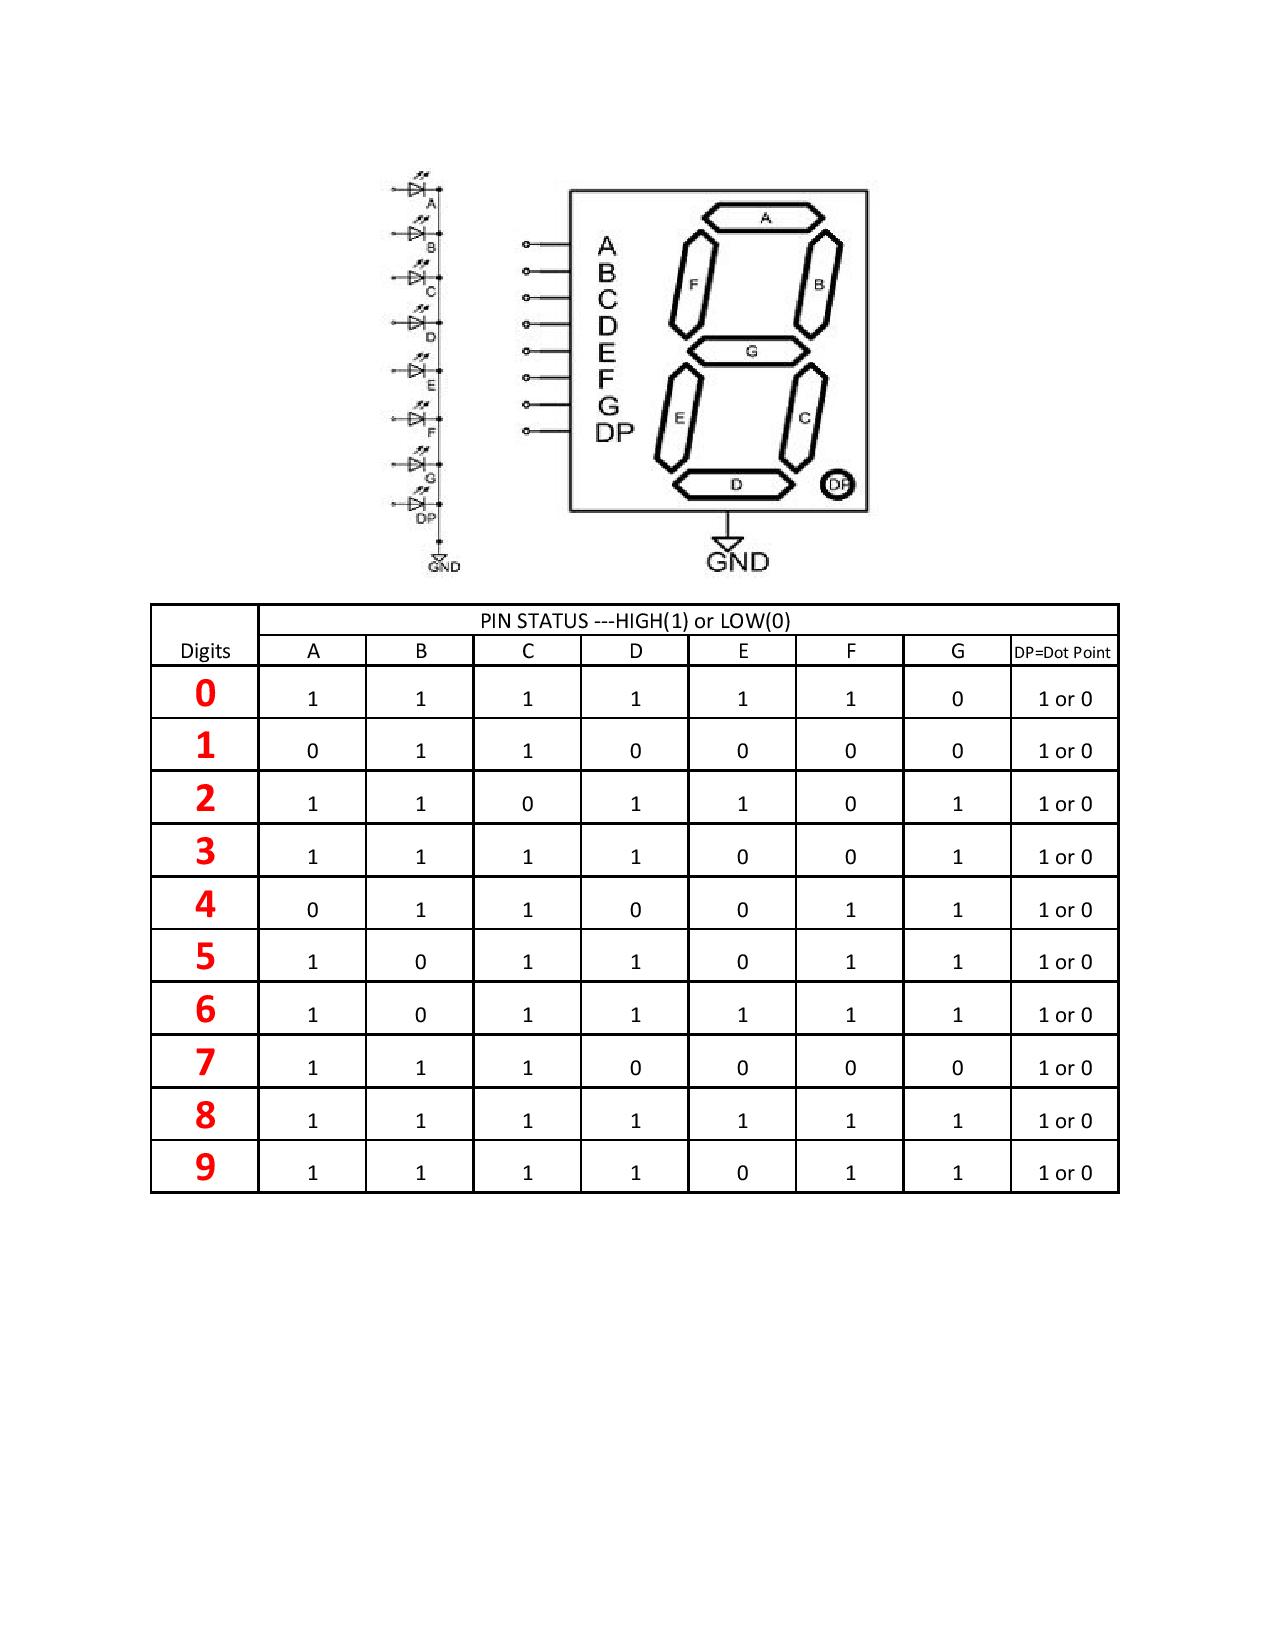 A
B
C
D
E
F
G
DP
GND
A
B
C
D
E
F
G
DP
A
F
B
G
E
C
D
DP
GND
PIN STATUS ---HIGH(1) or LOW(0)
Digits A B C D E F G DP=Dot Point
0 1 1 1 1 1 1 0 1 or 0
1 0 1 1 0 0 0 0 1 or 0
2 1 1 0 1 1 0 1 1 or 0
3 1 1 1 1 0 0 1 1 or 0
4 0 1 1 0 0 1 1 1 or 0
5 1 0 1 1 0 1 1 1 or 0
6 1 0 1 1 1 1 1 1 or 0
7 1 1 1 0 0 0 0 1 or 0
8 1 1 1 1 1 1 1 1 or 0
9 1 1 1 1 0 1 1 1 or 0